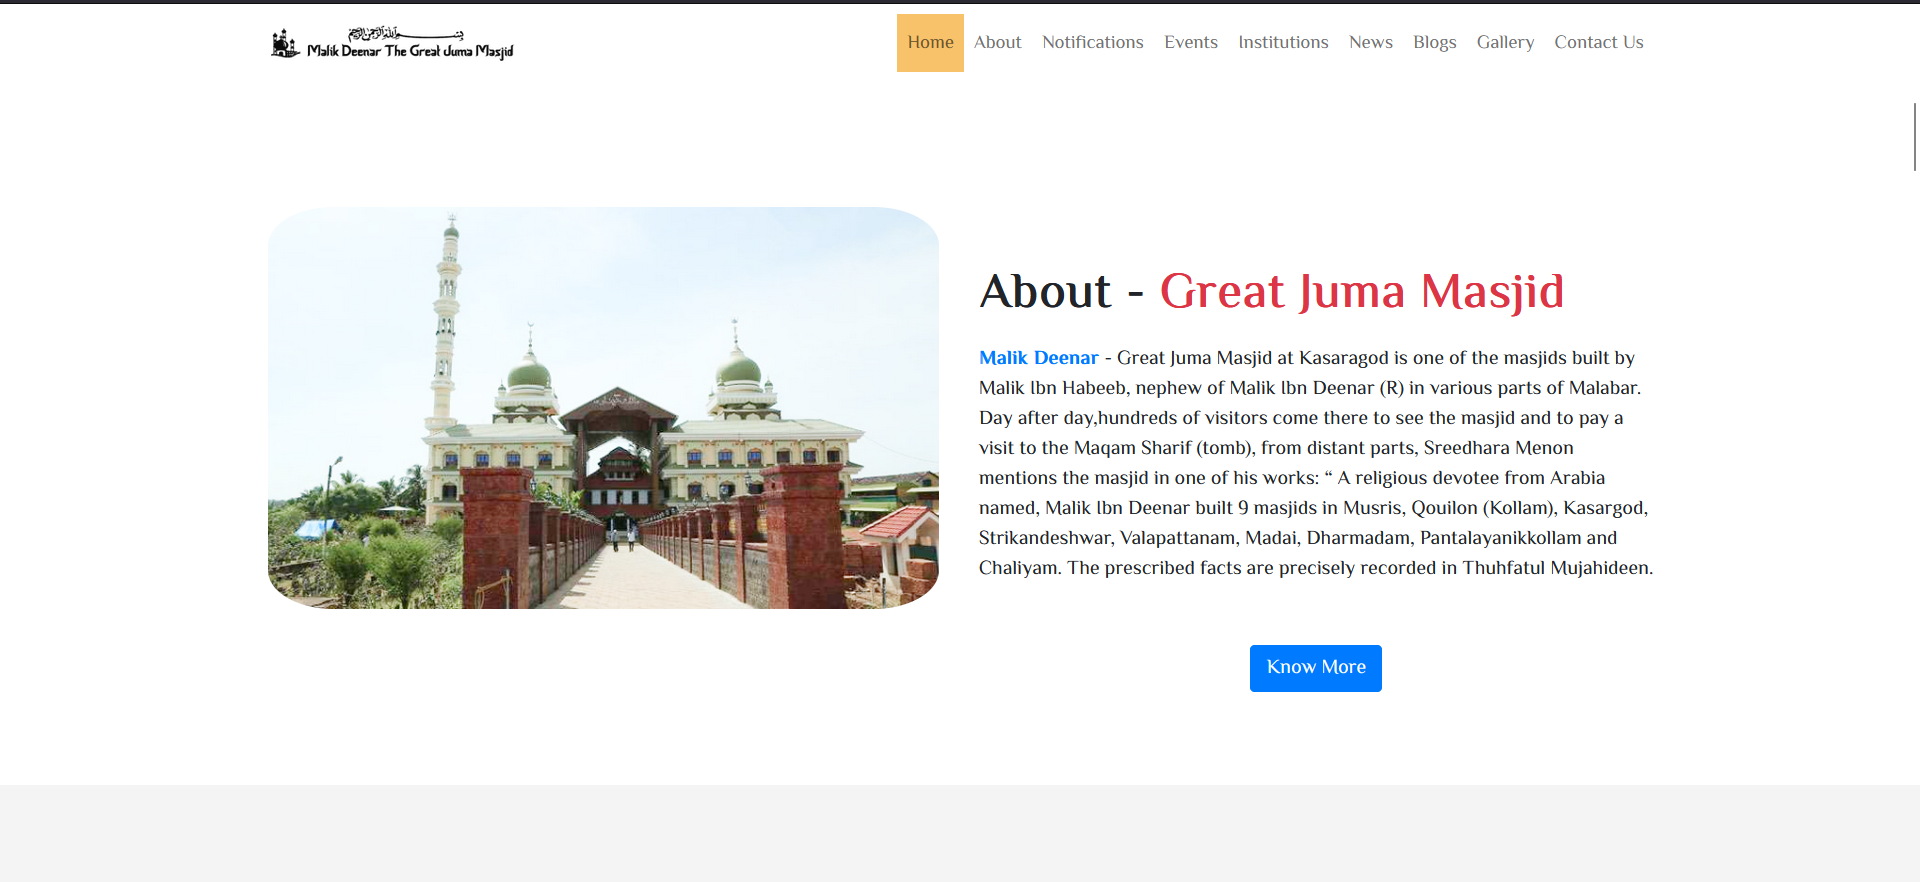 بسم الله الرحمن الرحيم
Malik Deenar The Great Juma Masjid
Home About Notifications Events Institutions News Blogs Gallery Contact Us
About - Great Juma Masjid
Malik Deenar - Great Juma Masjid at Kasaragod is one of the masjids built by
Malik Ibn Habeeb, nephew of Malik Ibn Deenar (R) in various parts of Malabar.
Day after day,hundreds of visitors come there to see the masjid and to pay a
visit to the Maqam Sharif (tomb), from distant parts, Sreedhara Menon
mentions the masjid in one of his works: “ A religious devotee from Arabia
named, Malik Ibn Deenar built 9 masjids in Musris, Qouilon (Kollam), Kasargod,
Strikandeshwar, Valapattanam, Madai, Dharmadam, Pantalayanikkollam and
Chaliyam. The prescribed facts are precisely recorded in Thuhfatul Mujahideen.
Know More